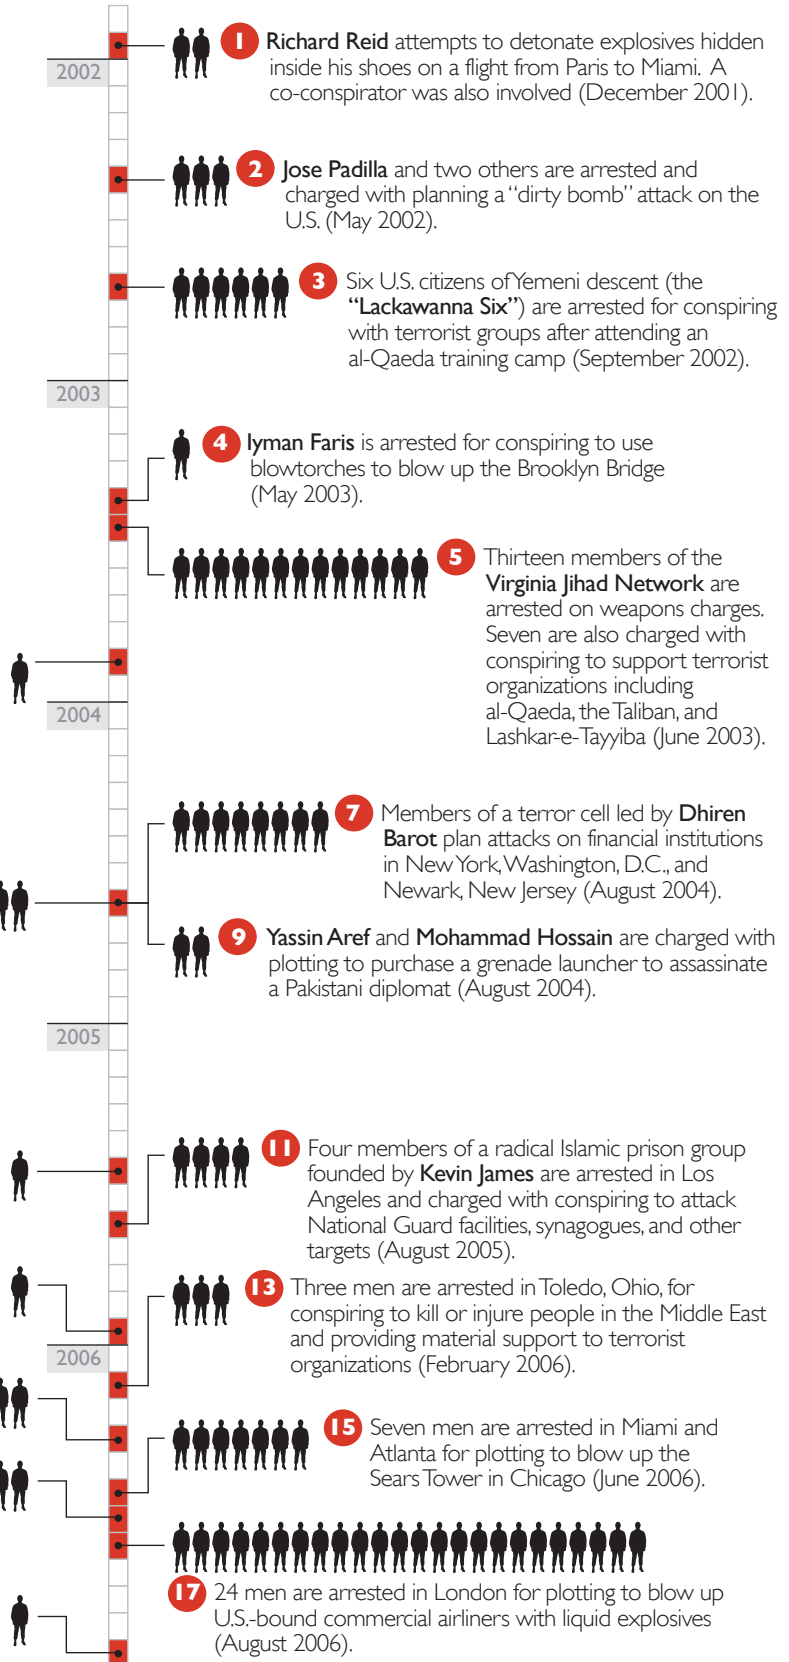 1 Richard Reid attempts to detonate explosives hidden
inside his shoes on a flight from Paris to Miami. A
co-conspirator was also involved (December 2001).
2002
2 Jose Padilla and two others are arrested and
charged with planning a “dirty bomb” attack on the
U.S. (May 2002).
3 Six U.S. citizens of Yemeni descent (the
“Lackawanna Six”) are arrested for conspiring
with terrorist groups after attending an
al-Qaeda training camp (September 2002).
2003
4 Iyman Faris is arrested for conspiring to use
blowtorches to blow up the Brooklyn Bridge
(May 2003).
5 Thirteen members of the
Virginia Jihad Network are
arrested on weapons charges.
Seven are also charged with
conspiring to support terrorist
organizations including
al-Qaeda, the Taliban, and
Lashkar-e-Tayyiba (June 2003).
2004
7 Members of a terror cell led by Dhiren
Barot plan attacks on financial institutions
in New York, Washington, D.C., and
Newark, New Jersey (August 2004).
9 Yassin Aref and Mohammad Hossain are charged with
plotting to purchase a grenade launcher to assassinate
a Pakistani diplomat (August 2004).
2005
11 Four members of a radical Islamic prison group
founded by Kevin James are arrested in Los
Angeles and charged with conspiring to attack
National Guard facilities, synagogues, and other
targets (August 2005).
13 Three men are arrested in Toledo, Ohio, for
conspiring to kill or injure people in the Middle East
and providing material support to terrorist
organizations (February 2006).
2006
15 Seven men are arrested in Miami and
Atlanta for plotting to blow up the
Sears Tower in Chicago (June 2006).
17 24 men are arrested in London for plotting to blow up
U.S.-bound commercial airliners with liquid explosives
(August 2006).